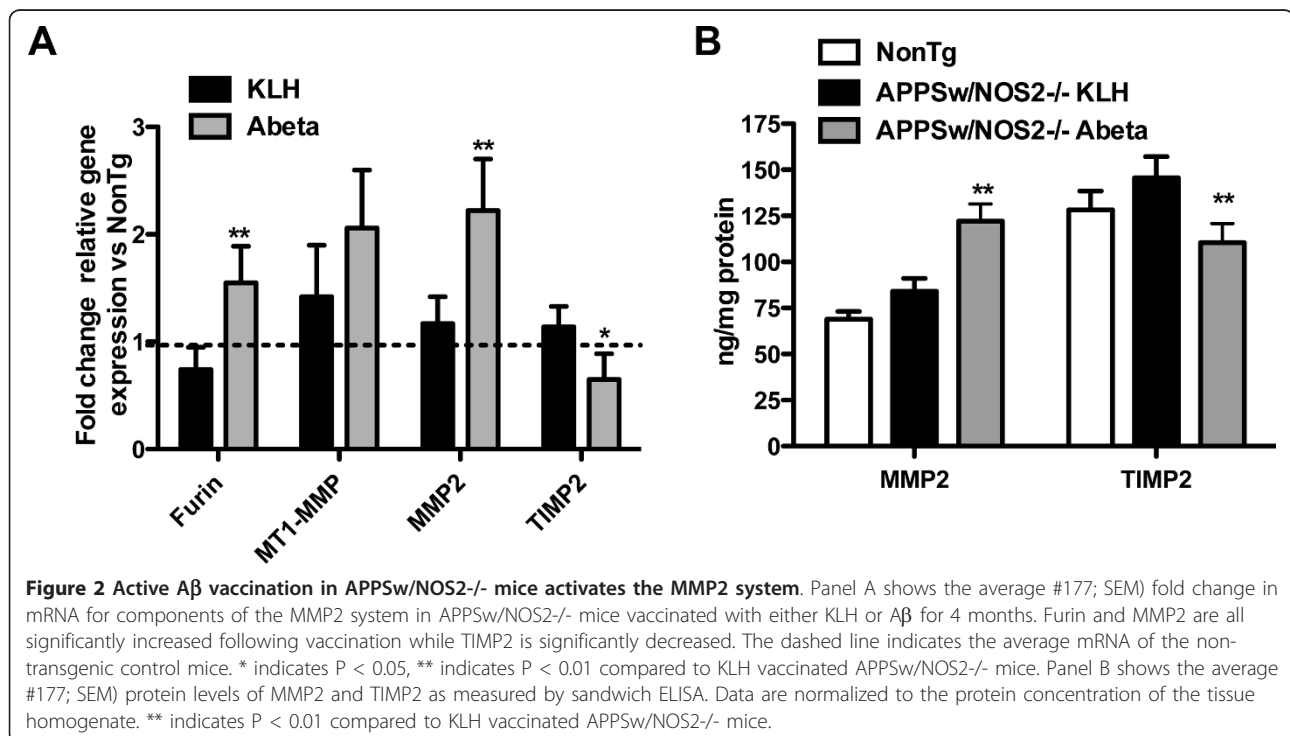 A
KLH
Abeta
Fold change relative gene
expression vs NonTg
3
2
1
0
**
**
*
Furin
MT1-MMP
MMP2
TIMP2
B
NonTg
APPSw/NOS2-/- KLH
APPSw/NOS2-/- Abeta
ng/mg protein
175
150
125
100
75
50
25
0
**
**
MMP2
TIMP2
Figure 2 Active Aβ vaccination in APPSw/NOS2-/- mice activates the MMP2 system. Panel A shows the average #177; SEM) fold change in
mRNA for components of the MMP2 system in APPSw/NOS2-/- mice vaccinated with either KLH or Aβ for 4 months. Furin and MMP2 are all
significantly increased following vaccination while TIMP2 is significantly decreased. The dashed line indicates the average mRNA of the non-
transgenic control mice. * indicates P < 0.05, ** indicates P < 0.01 compared to KLH vaccinated APPSw/NOS2-/- mice. Panel B shows the average
#177; SEM) protein levels of MMP2 and TIMP2 as measured by sandwich ELISA. Data are normalized to the protein concentration of the tissue
homogenate. ** indicates P < 0.01 compared to KLH vaccinated APPSw/NOS2-/- mice.